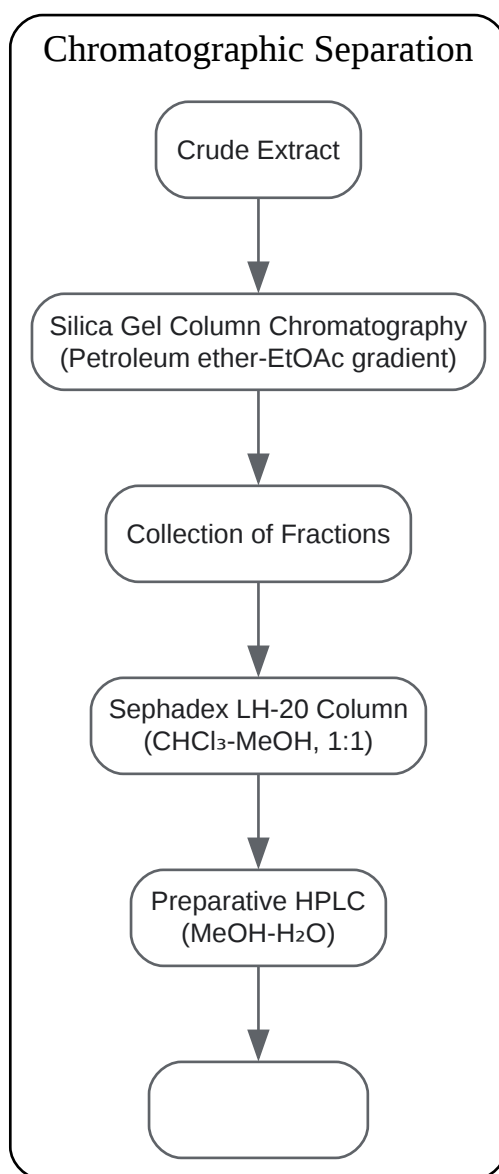 Chromatographic Separation
Crude Extract
Silica Gel Column Chromatography
(Petroleum ether-EtOAc gradient)
Collection of Fractions
Sephadex LH-20 Column
(CHCl₃-MeOH, 1:1)
Preparative HPLC
(MeOH-H₂O)